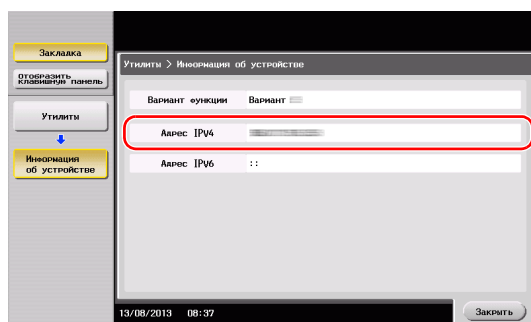 Закладка
Отобразить
клавишную панель
Утилиты
Информация
об устройстве
Утилиты > Информация об устройстве
Вариант функции Вариант
Адрес IPV4
Адрес IPV6 ::
13/08/2013 08:37
Закрыть